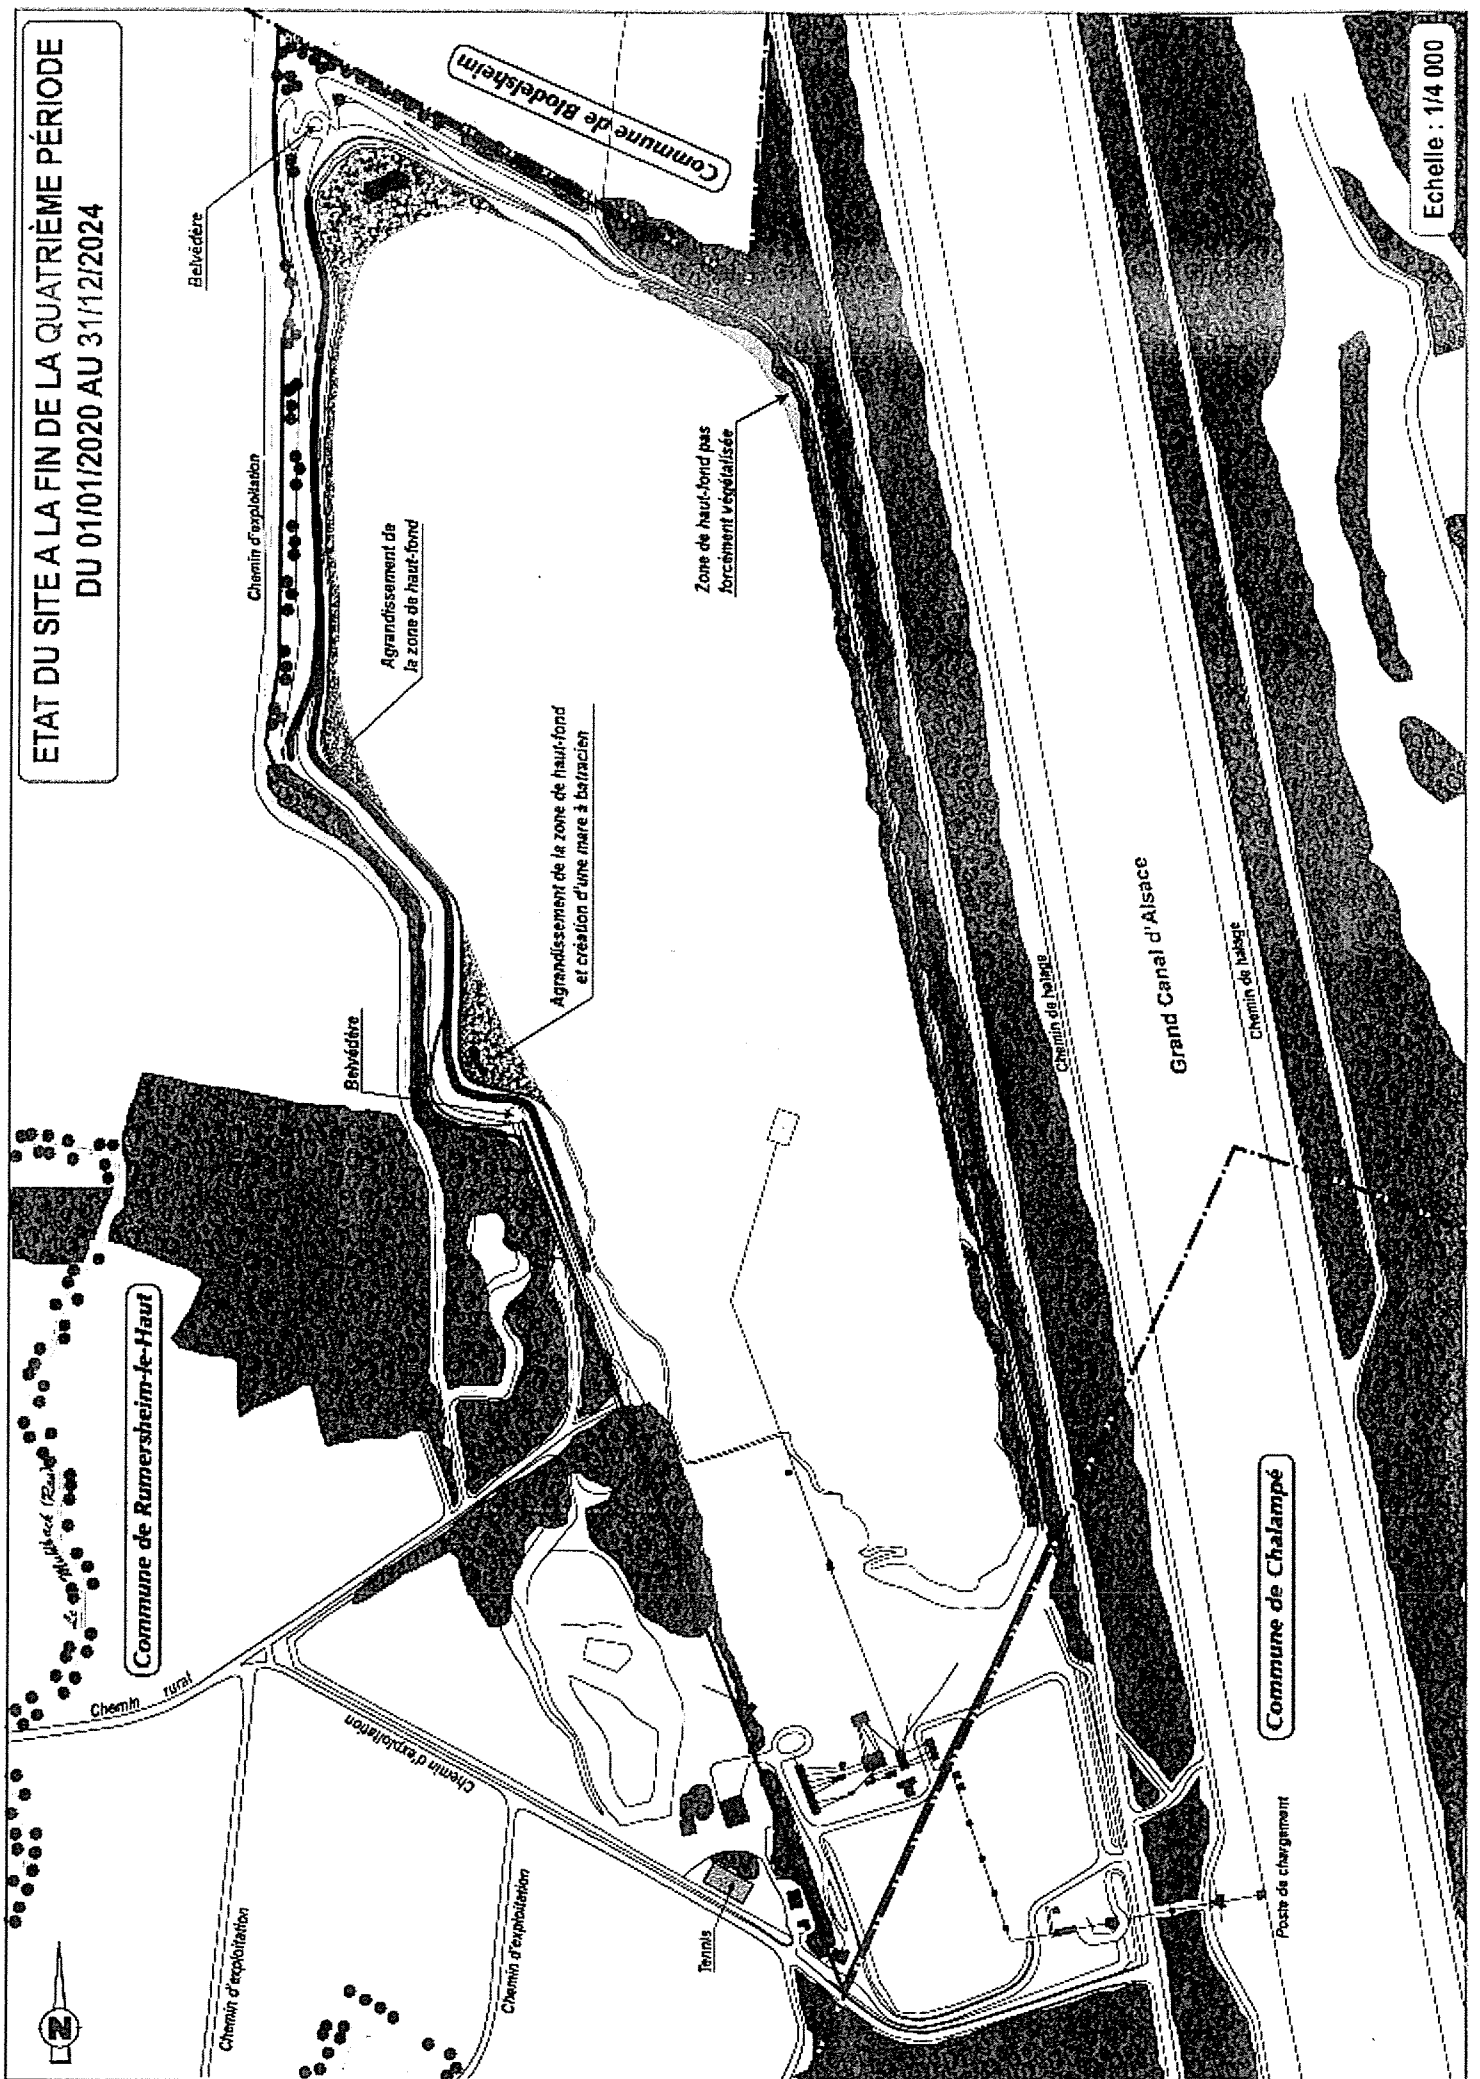 ETAT DU SITE A LA FIN DE LA QUATRIÈME PÉRIODE
DU 01/01/2020 AU 31/12/2024
Belvédère
Commune de Blodelsheim
Echelle : 1/4 000
Chemin d'exploitation
Agrandissement de
la zone de haut-fond
Zone de haut-fond pas
forcément végétalisée
Agrandissement de la zone de haut-fond
et création d'une mare à batracien
Belvédère
Chemin de halage
Grand Canal d'Alsace
Chemin de halage
Commune de Rumersheim-le-Haut
Le Muhlbach
Chemin rural
Chemin d'exploitation
Chemin d'exploitation
Chemin d'exploitation
Tennis
Commune de Chalampé
Poste de chargement
N